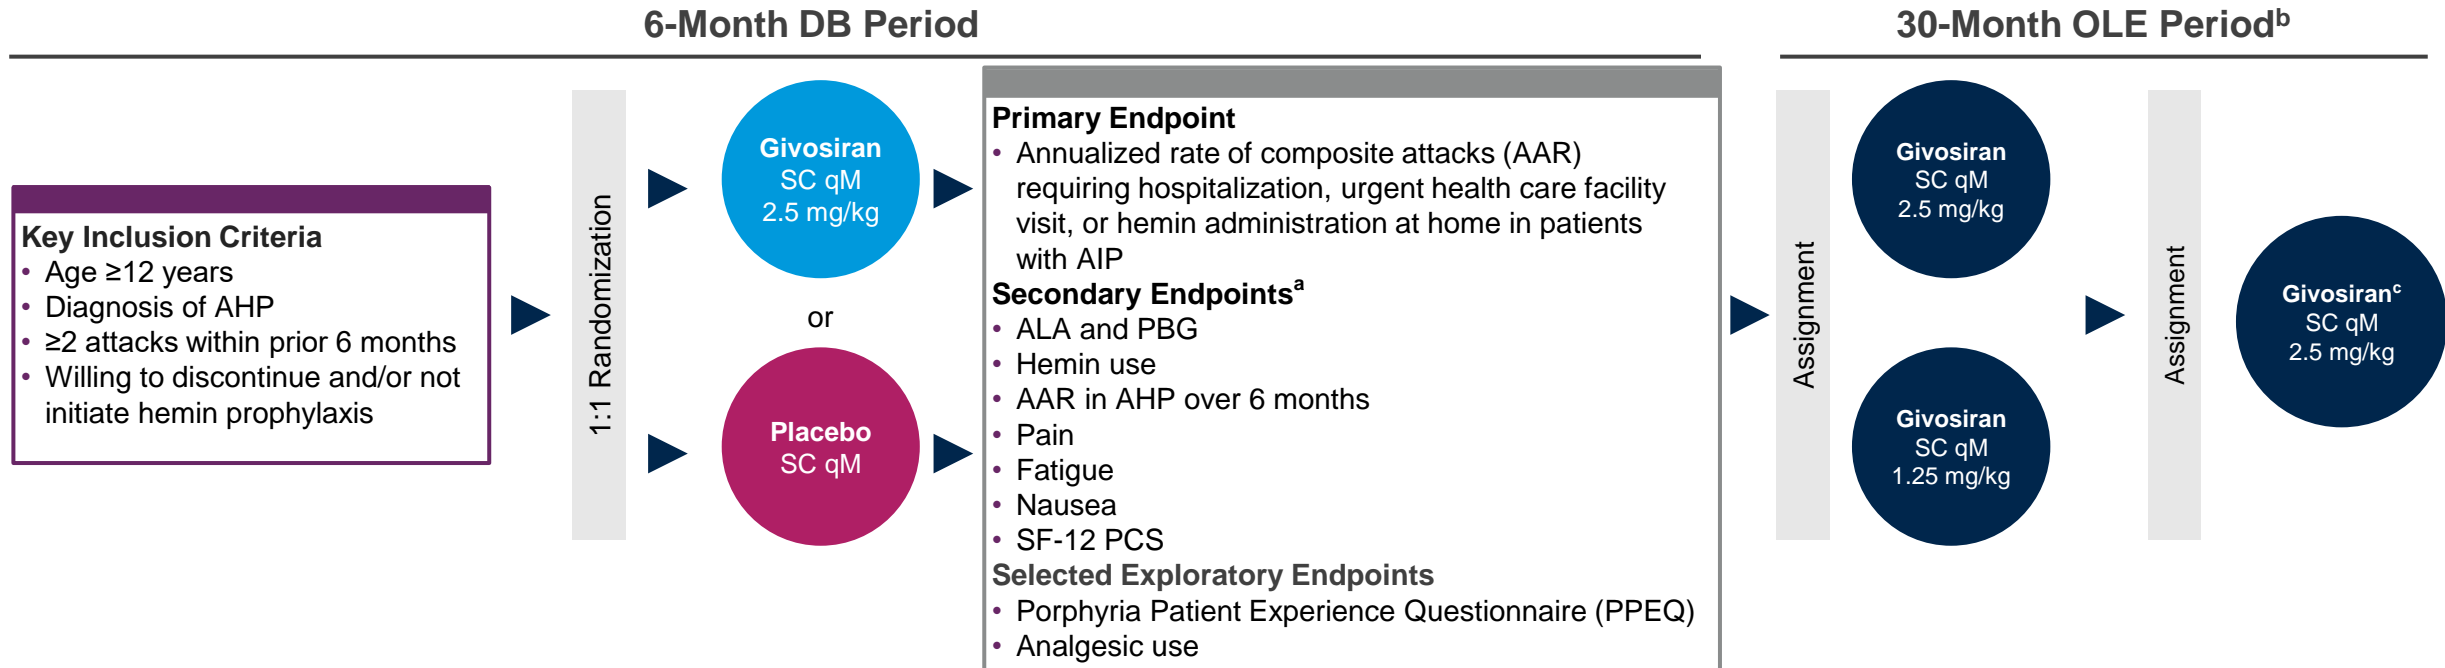 6-Month DB Period
30-Month OLE Periodᵇ
Key Inclusion Criteria
• Age ≥12 years
• Diagnosis of AHP
• ≥2 attacks within prior 6 months
• Willing to discontinue and/or not
initiate hemin prophylaxis
1:1 Randomization
Givosiran
SC qM
2.5 mg/kg
or
Placebo
SC qM
Primary Endpoint
• Annualized rate of composite attacks (AAR)
requiring hospitalization, urgent health care facility
visit, or hemin administration at home in patients
with AIP
Secondary Endpointsᵃ
• ALA and PBG
• Hemin use
• AAR in AHP over 6 months
• Pain
• Fatigue
• Nausea
• SF-12 PCS
Selected Exploratory Endpoints
• Porphyria Patient Experience Questionnaire (PPEQ)
• Analgesic use
Assignment
Givosiran
SC qM
2.5 mg/kg
Givosiran
SC qM
1.25 mg/kg
Assignment
Givosiranᶜ
SC qM
2.5 mg/kg